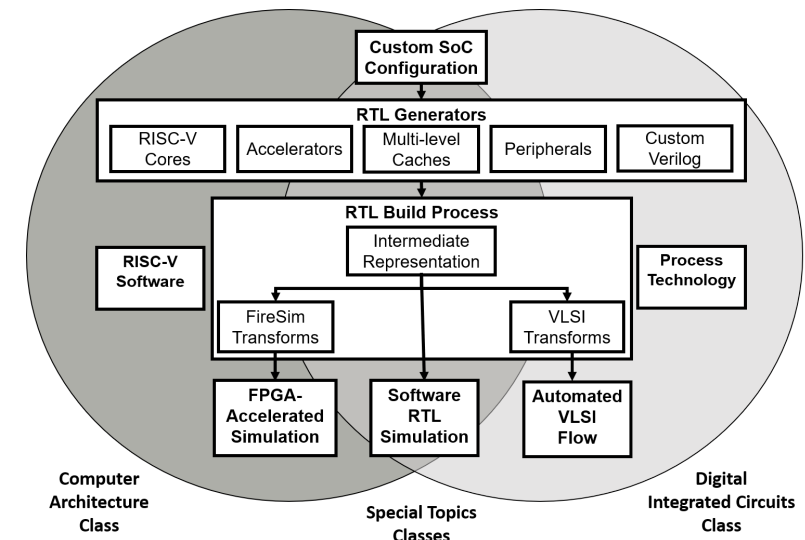 Custom SoC
Configuration
RTL Generators
RISC-V
Cores
Accelerators
Multi-level
Caches
Peripherals
Custom
Verilog
RTL Build Process
Intermediate
Representation
RISC-V
Software
Process
Technology
FireSim
Transforms
VLSI
Transforms
FPGA-
Accelerated
Simulation
Software
RTL
Simulation
Automated
VLSI
Flow
Computer
Architecture
Class
Special Topics
Classes
Digital
Integrated Circuits
Class